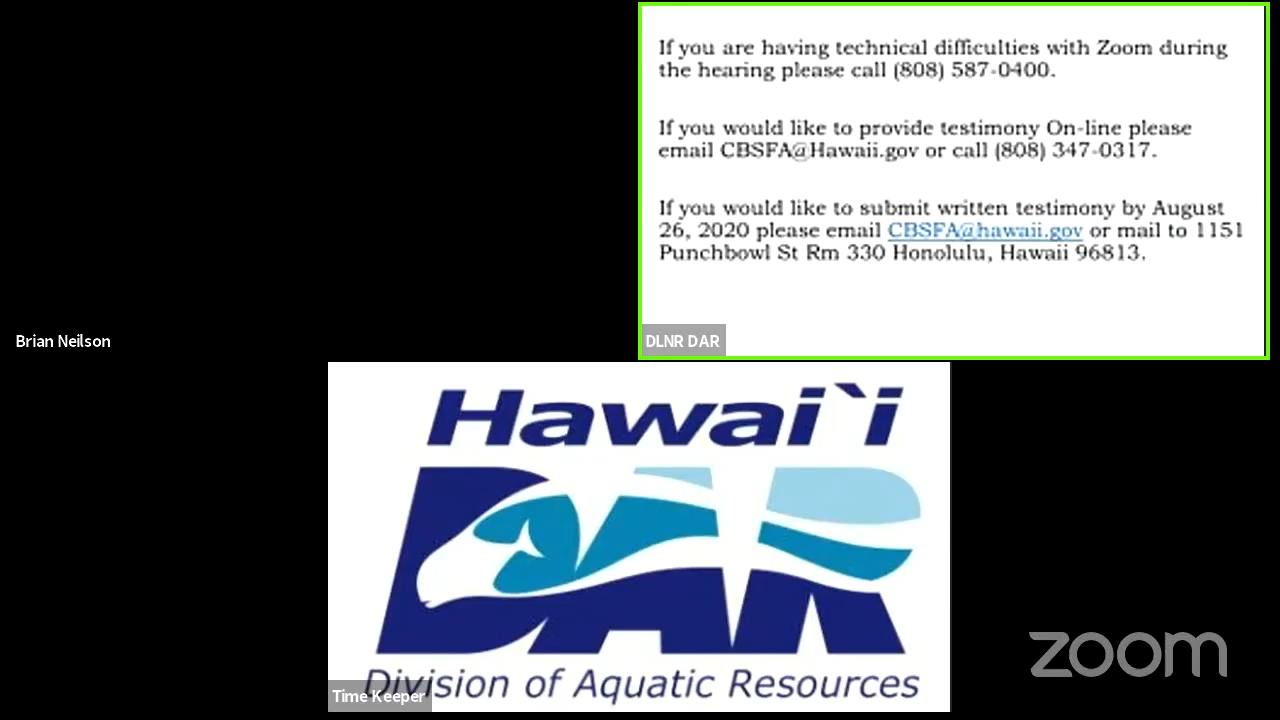 If you are having technical difficulties with Zoom during
the hearing please call (808) 587-0400.
If you would like to provide testimony On-line please
email CBSFA@Hawaii.gov or call (808) 347-0317.
If you would like to submit written testimony by August
26, 2020 please email CBSFA@hawaii.gov or mail to 1151
Punchbowl St Rm 330 Honolulu, Hawaii 96813.
Brian Neilson
DLNR DAR
Hawai`i
DAR
Division of Aquatic Resources
Time Keeper
zoom